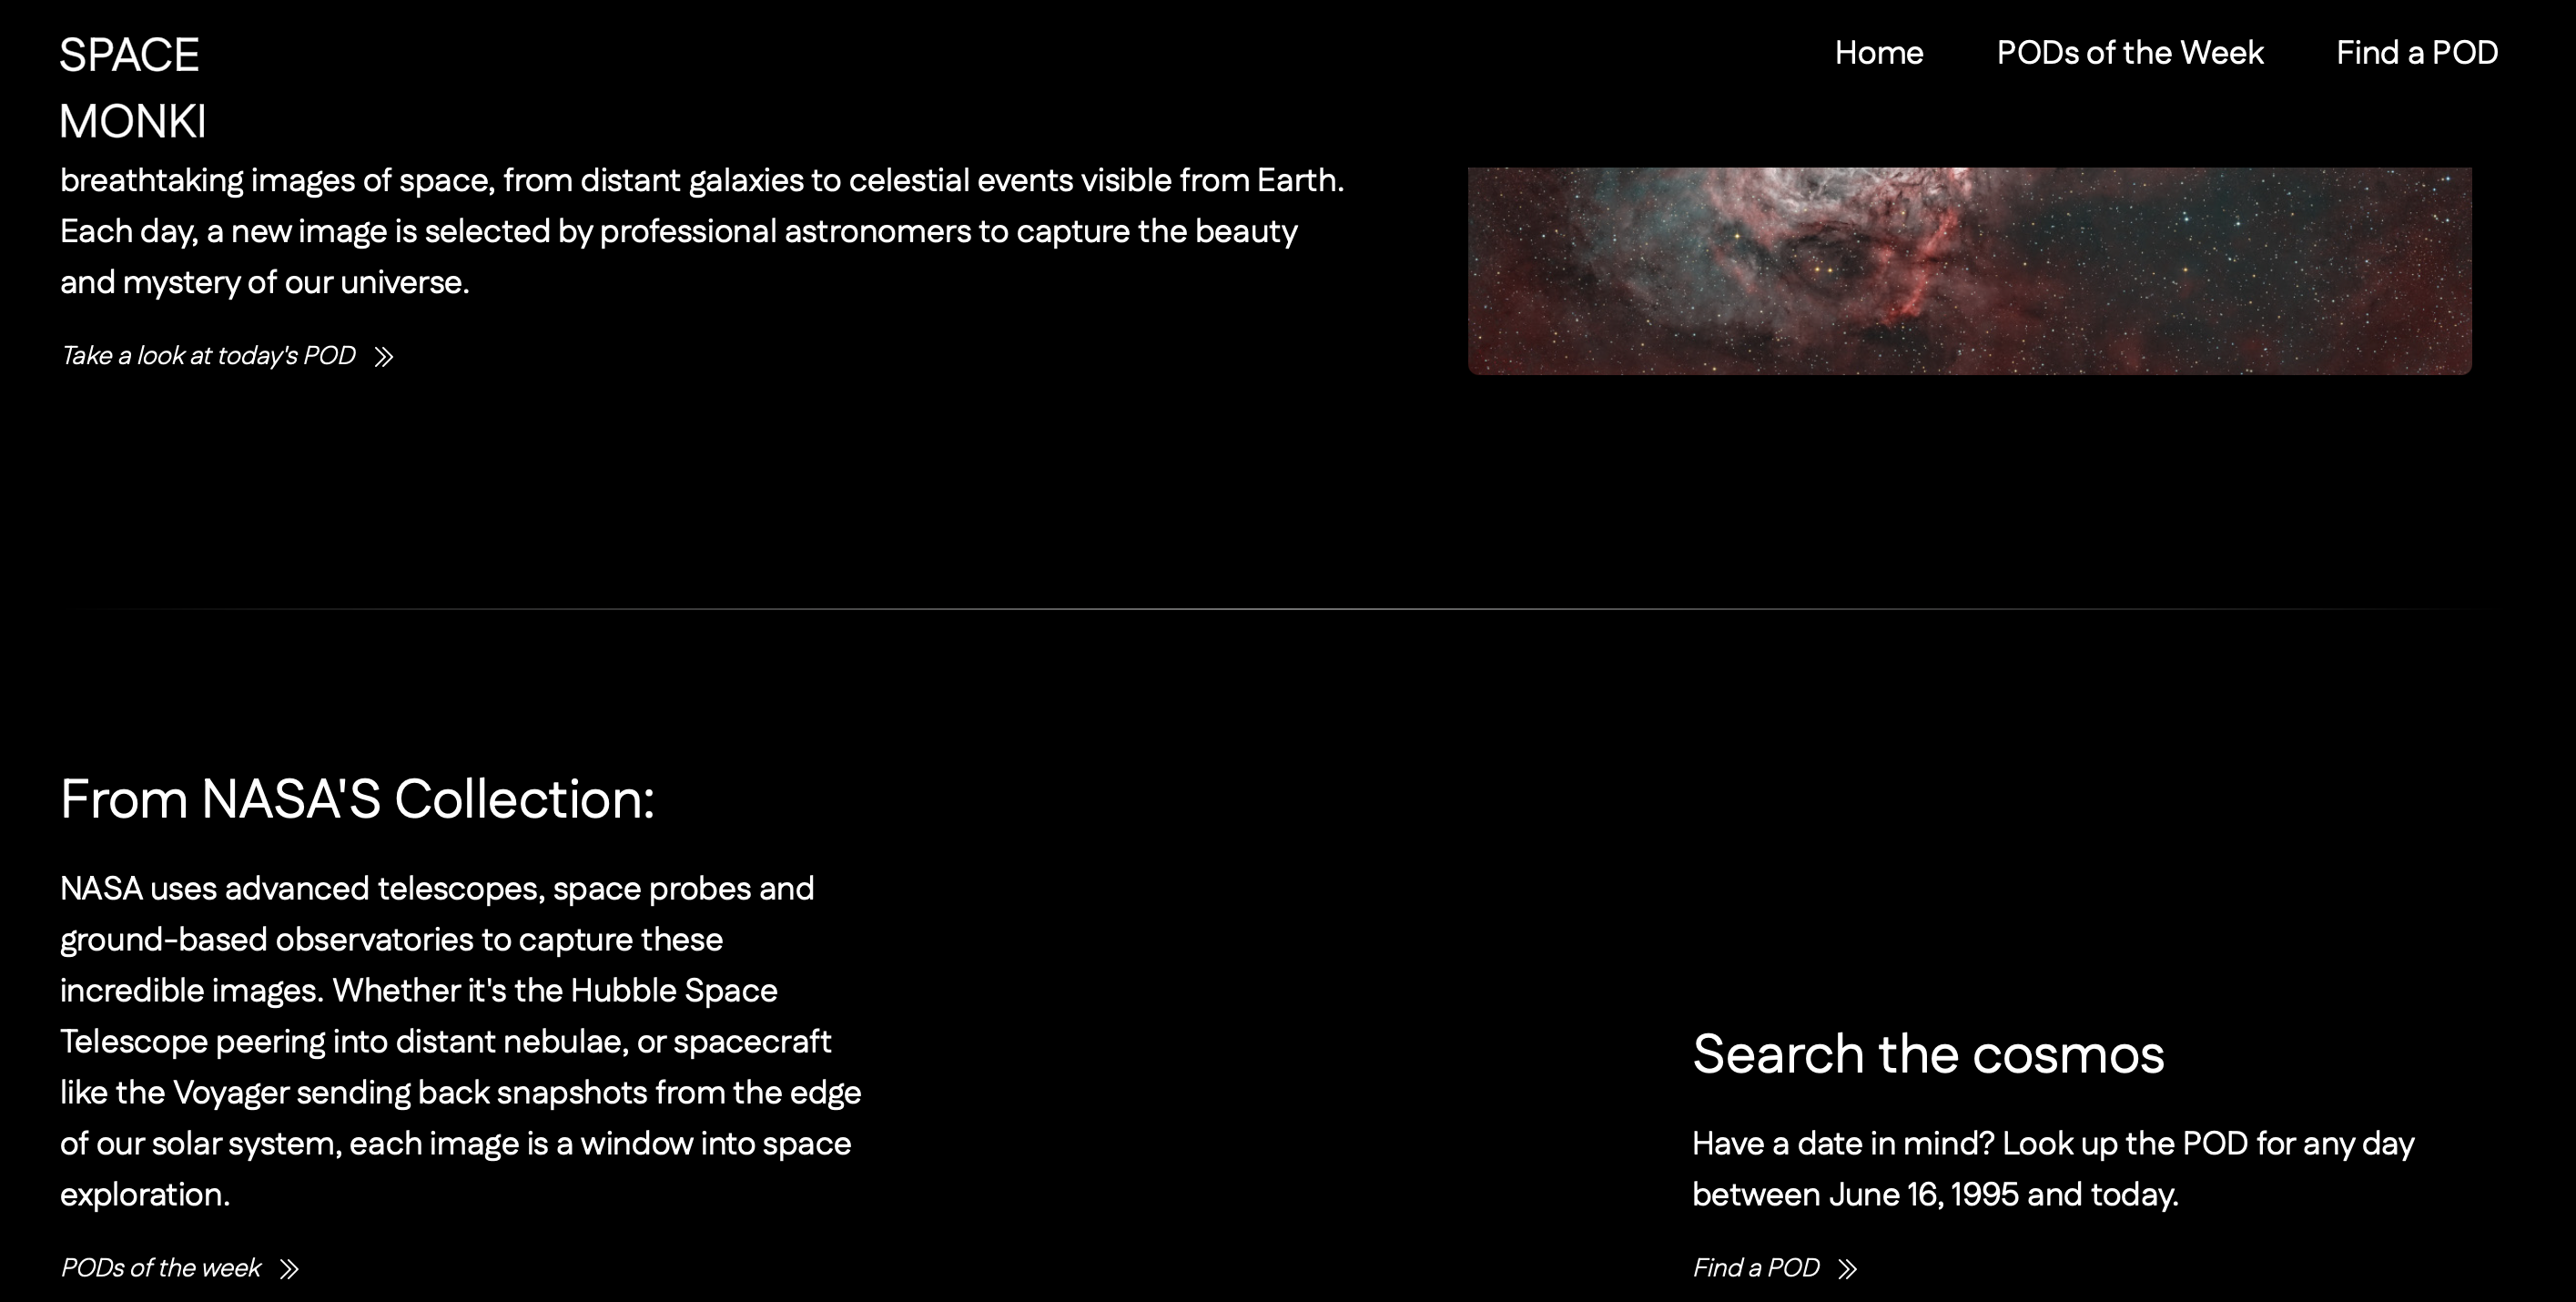 SPACE
MONKI
Home
PODs of the Week
Find a POD
breathtaking images of space, from distant galaxies to celestial events visible from Earth.
Each day, a new image is selected by professional astronomers to capture the beauty
and mystery of our universe.
Take a look at today's POD
From NASA'S Collection:
NASA uses advanced telescopes, space probes and
ground-based observatories to capture these
incredible images. Whether it's the Hubble Space
Telescope peering into distant nebulae, or spacecraft
like the Voyager sending back snapshots from the edge
of our solar system, each image is a window into space
exploration.
PODs of the week
Search the cosmos
Have a date in mind? Look up the POD for any day
between June 16, 1995 and today.
Find a POD